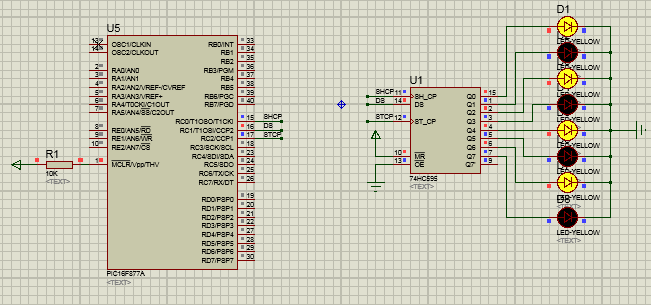 U5
13 OSC1/CLKIN
14 OSC2/CLKOUT
2 RA0/AN0
3 RA1/AN1
4 RA2/AN2/VREF-/CVREF
5 RA3/AN3/VREF+
6 RA4/T0CKI/C1OUT
7 RA5/AN4/SS/C2OUT
8 RE0/AN5/RD
9 RE1/AN6/WR
10 RE2/AN7/CS
1 MCLR/Vpp/THV
RB0/INT 33
RB1 34
RB2 35
RB3/PGM 36
RB4 37
RB5 38
RB6/PGC 39
RB7/PGD 40
RC0/T1OSO/T1CKI 15 SHCP
RC1/T1OSI/CCP2 16 DS
RC2/CCP1 17 STCP
RC3/SCK/SCL 18
RC4/SDI/SDA 23
RC5/SDO 24
RC6/TX/CK 25
RC7/RX/DT 26
RD0/PSP0 19
RD1/PSP1 20
RD2/PSP2 21
RD3/PSP3 22
RD4/PSP4 27
RD5/PSP5 28
RD6/PSP6 29
RD7/PSP7 30
PIC16F877A
<TEXT>
R1
10K
<TEXT>
U1
SHCP 11 SH_CP
DS 14 DS
STCP 12 ST_CP
10 MR
13 OE
Q0 15
Q1 1
Q2 2
Q3 3
Q4 4
Q5 5
Q6 6
Q7 7
Q7' 9
74HC595
<TEXT>
D1
LED-YELLOW
LED-YELLOW
LED-YELLOW
LED-YELLOW
LED-YELLOW
LED-YELLOW
LED-YELLOW
D8
LED-YELLOW
<TEXT>